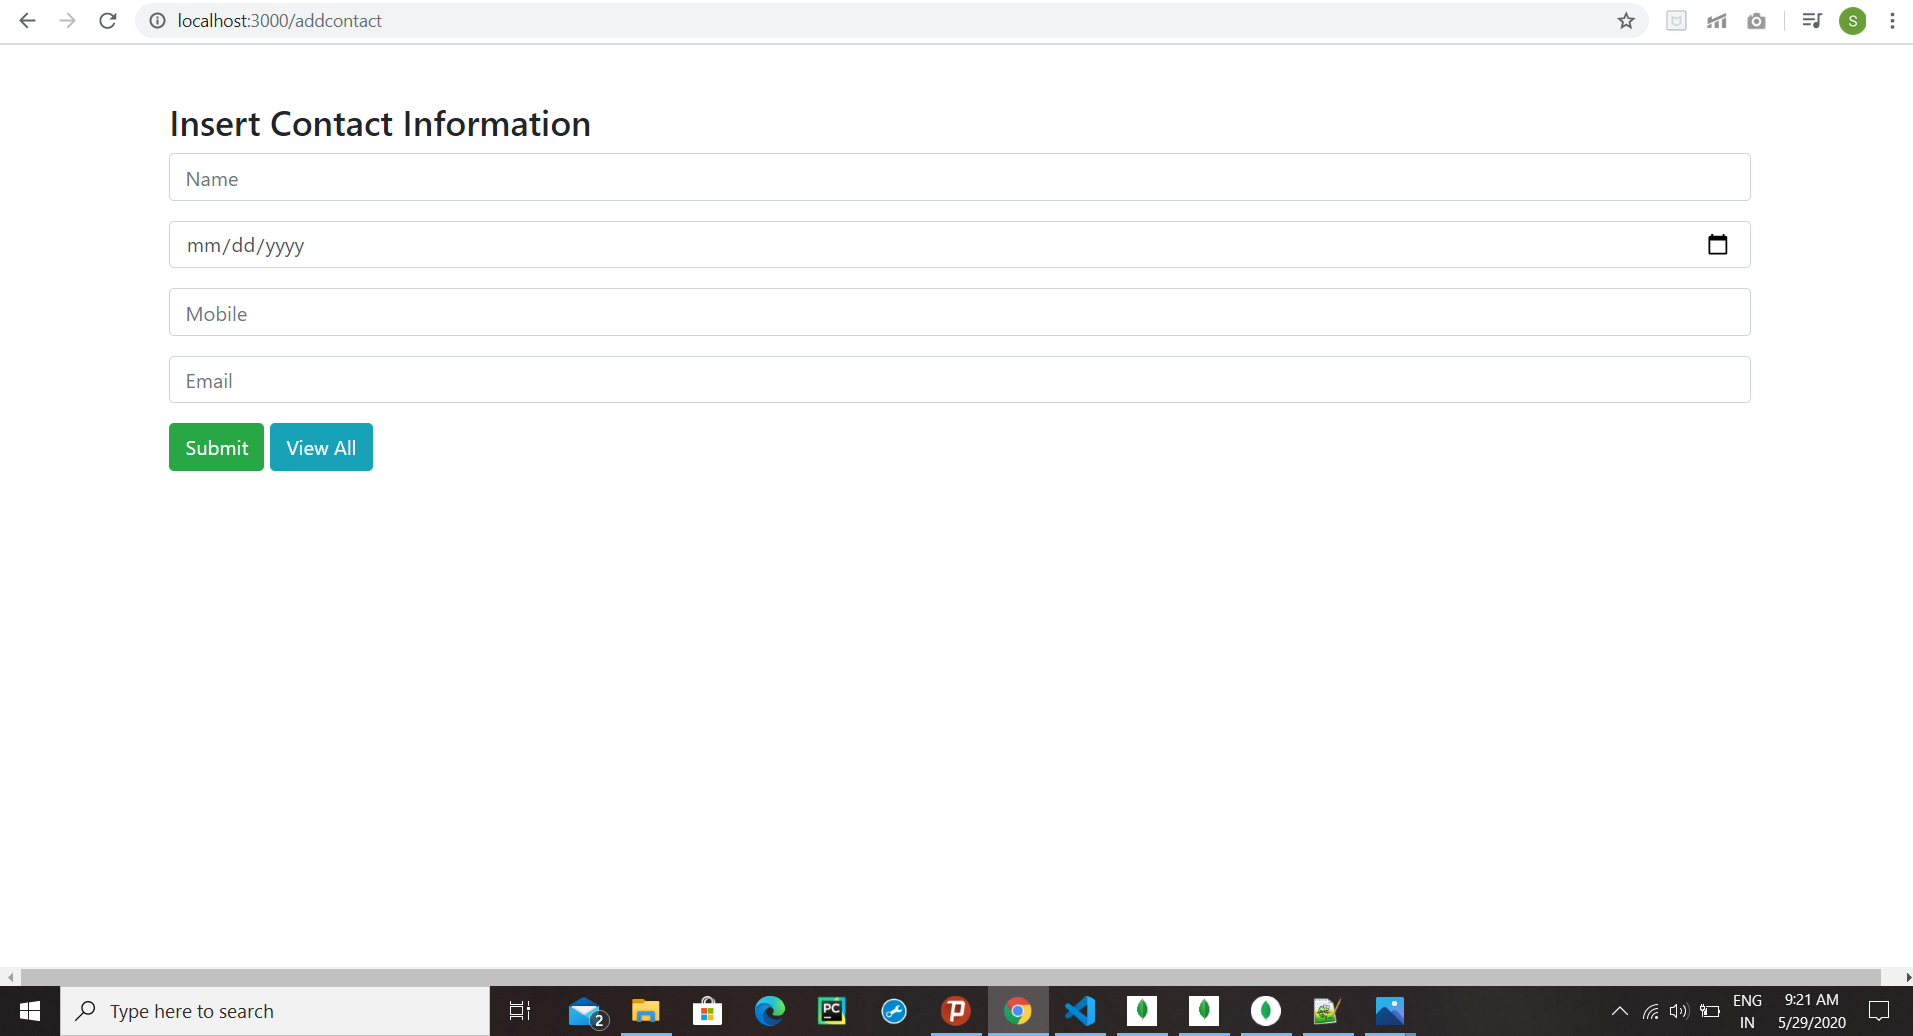 localhost:3000/addcontact
S
Insert Contact Information
Name
mm/dd/yyyy
Mobile
Email
Submit View All
Type here to search
2
PC
ENG
IN
9:21 AM
5/29/2020